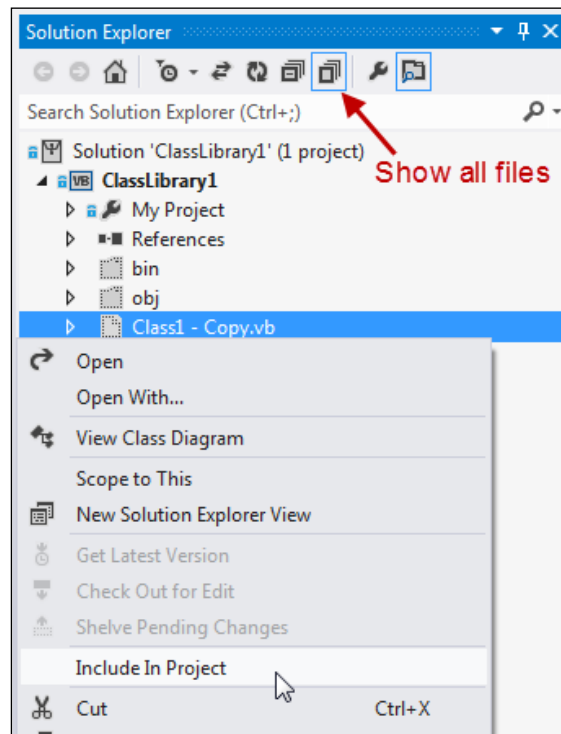 Solution Explorer
Search Solution Explorer (Ctrl+;)
Solution 'ClassLibrary1' (1 project)
Show all files
VB ClassLibrary1
My Project
References
bin
obj
Class1 - Copy.vb
Open
Open With...
View Class Diagram
Scope to This
New Solution Explorer View
Get Latest Version
Check Out for Edit
Shelve Pending Changes
Include In Project
Cut Ctrl+X